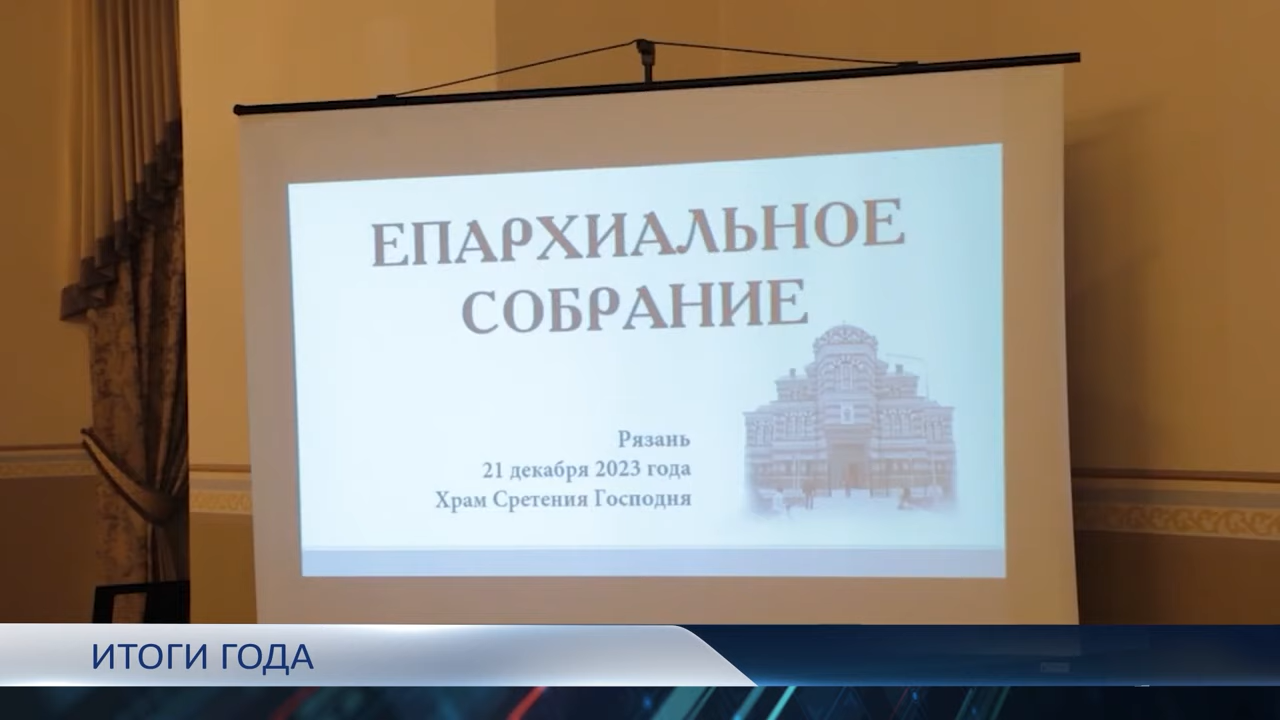 ЕПАРХИАЛЬНОЕ
СОБРАНИЕ
Рязань
21 декабря 2023 года
Храм Сретения Господня
ИТОГИ ГОДА